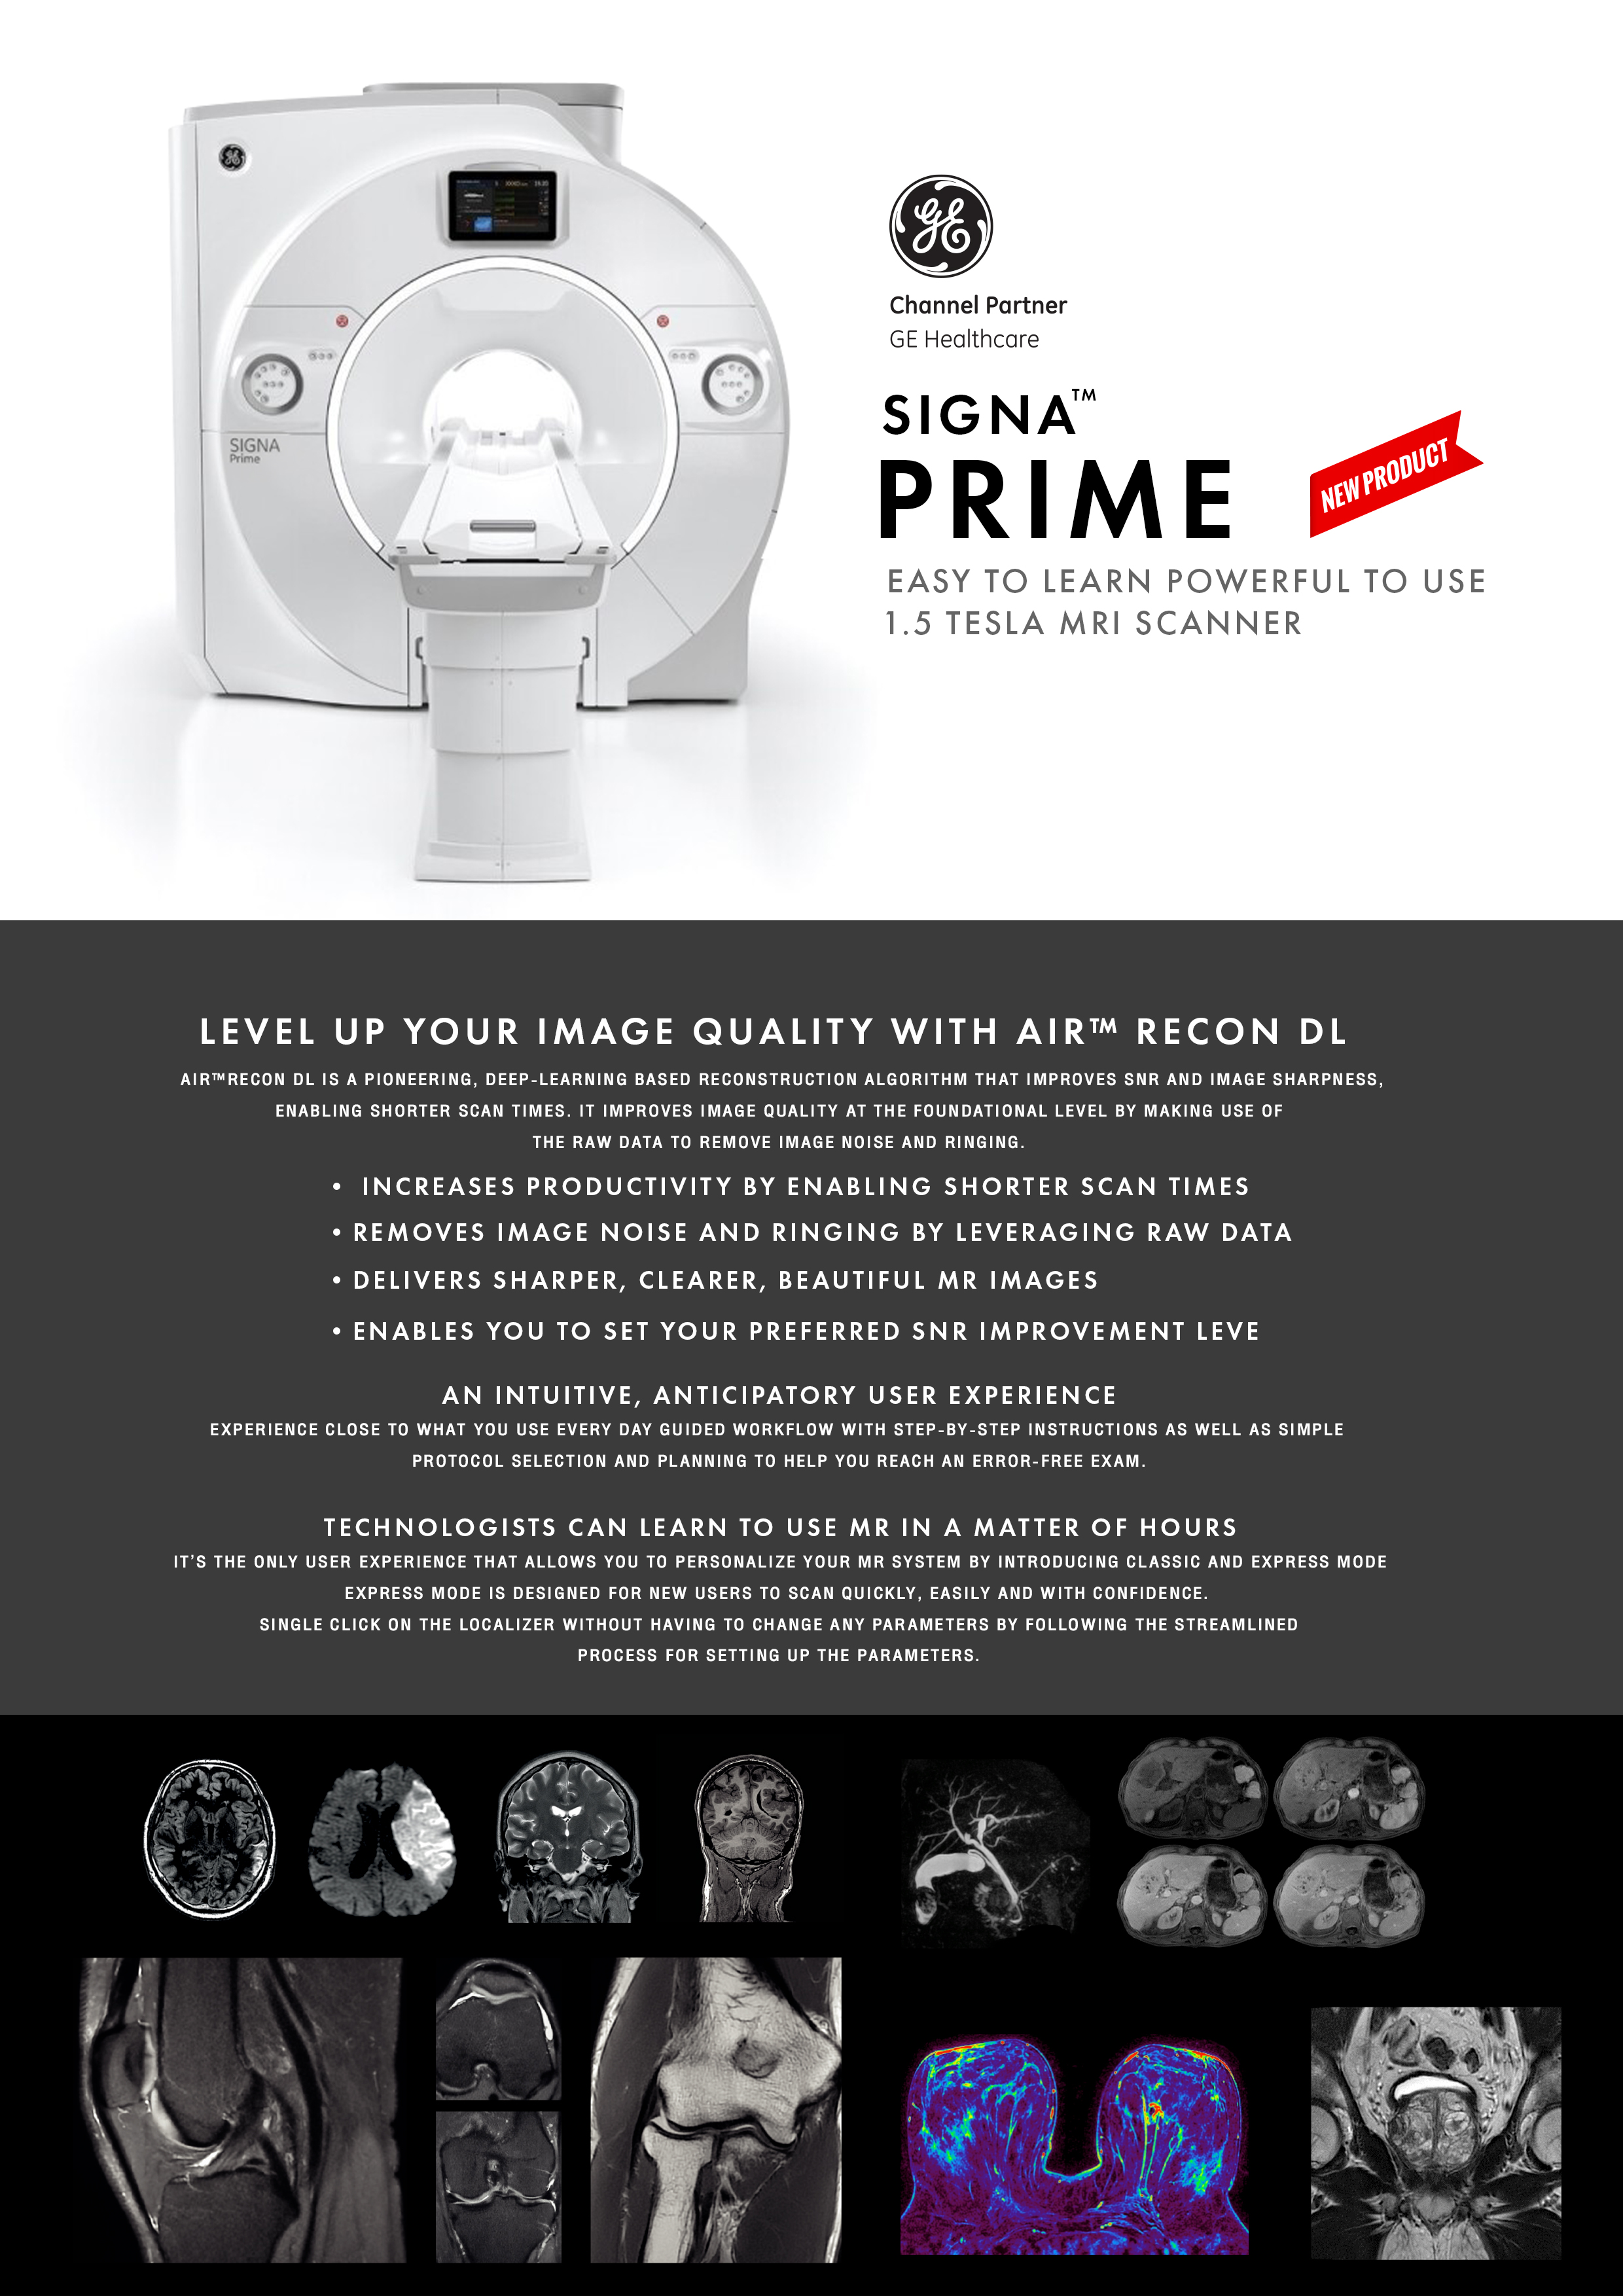 GE
SIGNA
Prime
GE
Channel Partner
GE Healthcare
SIGNA™
PRIME
NEW PRODUCT
EASY TO LEARN POWERFUL TO USE
1.5 TESLA MRI SCANNER
LEVEL UP YOUR IMAGE QUALITY WITH AIR™ RECON DL
AIR™RECON DL IS A PIONEERING, DEEP-LEARNING BASED RECONSTRUCTION ALGORITHM THAT IMPROVES SNR AND IMAGE SHARPNESS,
ENABLING SHORTER SCAN TIMES. IT IMPROVES IMAGE QUALITY AT THE FOUNDATIONAL LEVEL BY MAKING USE OF
THE RAW DATA TO REMOVE IMAGE NOISE AND RINGING.
• INCREASES PRODUCTIVITY BY ENABLING SHORTER SCAN TIMES
• REMOVES IMAGE NOISE AND RINGING BY LEVERAGING RAW DATA
• DELIVERS SHARPER, CLEARER, BEAUTIFUL MR IMAGES
• ENABLES YOU TO SET YOUR PREFERRED SNR IMPROVEMENT LEVE
AN INTUITIVE, ANTICIPATORY USER EXPERIENCE
EXPERIENCE CLOSE TO WHAT YOU USE EVERY DAY GUIDED WORKFLOW WITH STEP-BY-STEP INSTRUCTIONS AS WELL AS SIMPLE
PROTOCOL SELECTION AND PLANNING TO HELP YOU REACH AN ERROR-FREE EXAM.
TECHNOLOGISTS CAN LEARN TO USE MR IN A MATTER OF HOURS
IT'S THE ONLY USER EXPERIENCE THAT ALLOWS YOU TO PERSONALIZE YOUR MR SYSTEM BY INTRODUCING CLASSIC AND EXPRESS MODE
EXPRESS MODE IS DESIGNED FOR NEW USERS TO SCAN QUICKLY, EASILY AND WITH CONFIDENCE.
SINGLE CLICK ON THE LOCALIZER WITHOUT HAVING TO CHANGE ANY PARAMETERS BY FOLLOWING THE STREAMLINED
PROCESS FOR SETTING UP THE PARAMETERS.